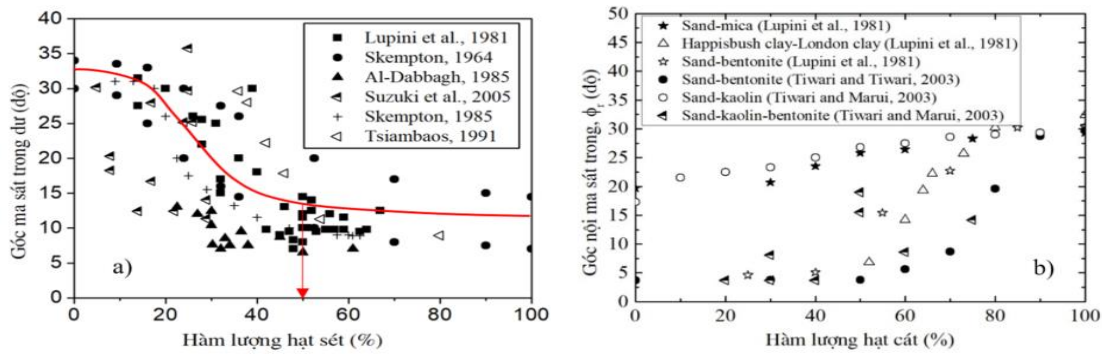 40
35
30
25
20
15
10
5
0
Góc ma sát trong dư (độ)
Lupini et al., 1981
Skempton, 1964
Al-Dabbagh, 1985
Suzuki et al., 2005
Skempton, 1985
Tsiambaos, 1991
a)
0 20 40 60 80 100
Hàm lượng hạt sét (%)
50
45
40
35
30
25
20
15
10
5
0
Góc nội ma sát trong, ϕr (độ)
Sand-mica (Lupini et al., 1981)
Happisbush clay-London clay (Lupini et al., 1981)
Sand-bentonite (Lupini et al., 1981)
Sand-bentonite (Tiwari and Tiwari, 2003)
Sand-kaolin (Tiwari and Marui, 2003)
Sand-kaolin-bentonite (Tiwari and Marui, 2003)
b)
0 20 40 60 80 100
Hàm lượng hạt cát (%)